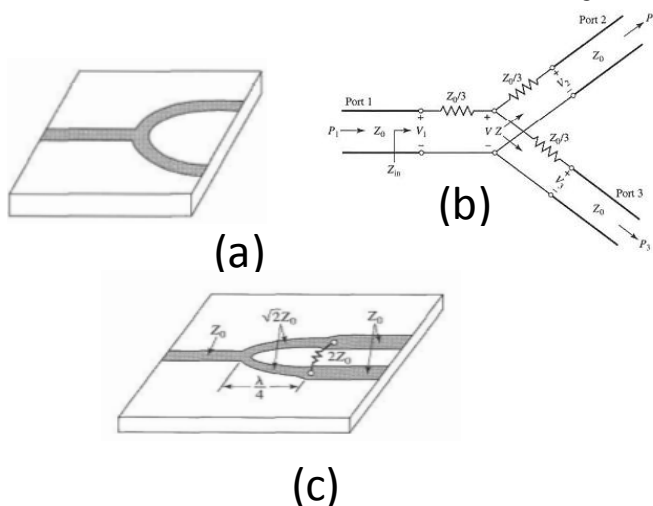 Port 2
P
Z₀
Z₀/3
V₂
Port 1
Z₀/3
Z₀/3
P₁
Z₀
V₁
V Z
Zᵢₙ
V₃
Port 3
Z₀
P₃
(a)
(b)
Z₀
√2Z₀
Z₀
2Z₀
λ
4
(c)